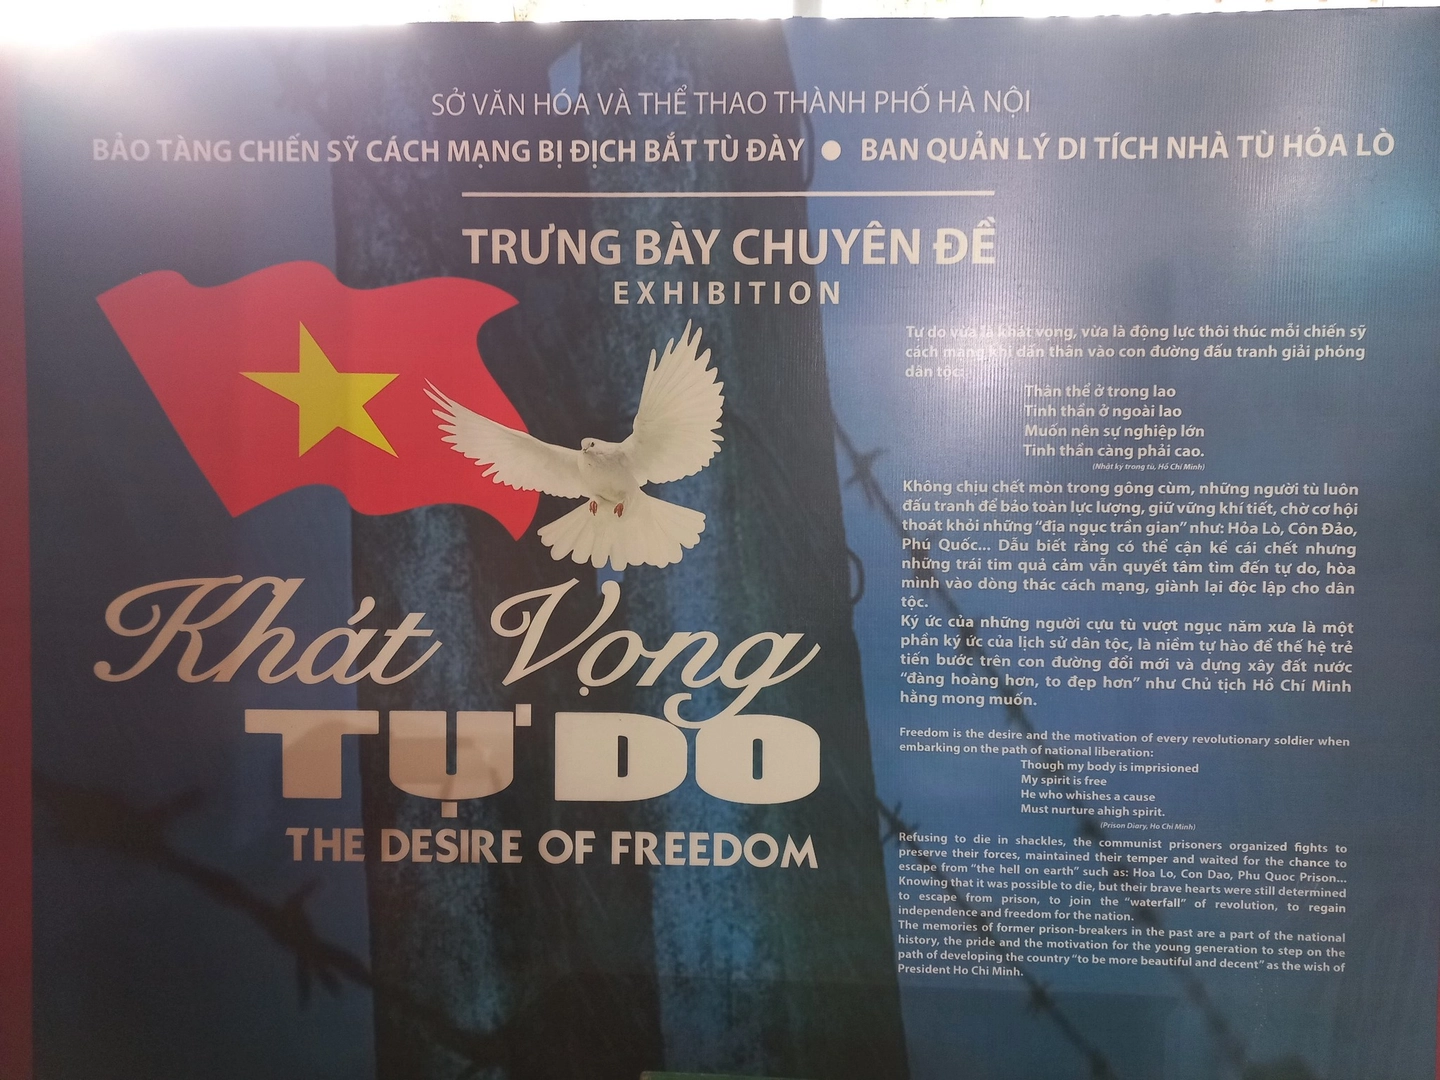 SỞ VĂN HÓA VÀ THỂ THAO THÀNH PHỐ HÀ NỘI
BẢO TÀNG CHIẾN SỸ CÁCH MẠNG BỊ ĐỊCH BẮT TÙ ĐÀY ● BAN QUẢN LÝ DI TÍCH NHÀ TÙ HỎA LÒ
TRƯNG BÀY CHUYÊN ĐỀ
EXHIBITION
Khát Vọng
TỰ DO
THE DESIRE OF FREEDOM
Tự do vừa là khát vọng, vừa là động lực thôi thúc mỗi chiến sỹ
cách mạng khi dấn thân vào con đường đấu tranh giải phóng
dân tộc:
Thân thể ở trong lao
Tinh thần ở ngoài lao
Muốn nên sự nghiệp lớn
Tinh thần càng phải cao.
(Nhật ký trong tù, Hồ Chí Minh)
Không chịu chết mòn trong gông cùm, những người tù luôn
đấu tranh để bảo toàn lực lượng, giữ vững khí tiết, chờ cơ hội
thoát khỏi những "địa ngục trần gian" như: Hỏa Lò, Côn Đảo,
Phú Quốc... Dẫu biết rằng có thể cận kề cái chết nhưng
những trái tim quả cảm vẫn quyết tâm tìm đến tự do, hòa
mình vào dòng thác cách mạng, giành lại độc lập cho dân
tộc.
Ký ức của những người cựu tù vượt ngục năm xưa là một
phần ký ức của lịch sử dân tộc, là niềm tự hào để thế hệ trẻ
tiến bước trên con đường đổi mới và dựng xây đất nước
"đàng hoàng hơn, to đẹp hơn" như Chủ tịch Hồ Chí Minh
hằng mong muốn.
Freedom is the desire and the motivation of every revolutionary soldier when
embarking on the path of national liberation:
Though my body is imprisioned
My spirit is free
He who whishes a cause
Must nurture ahigh spirit.
(Prison Diary, Ho Chi Minh)
Refusing to die in shackles, the communist prisoners organized fights to
preserve their forces, maintained their temper and waited for the chance to
escape from "the hell on earth" such as: Hoa Lo, Con Dao, Phu Quoc Prison...
Knowing that it was possible to die, but their brave hearts were still determined
to escape from prison, to join the "waterfall" of revolution, to regain
independence and freedom for the nation.
The memories of former prison-breakers in the past are a part of the national
history, the pride and the motivation for the young generation to step on the
path of developing the country "to be more beautiful and decent" as the wish of
President Ho Chi Minh.